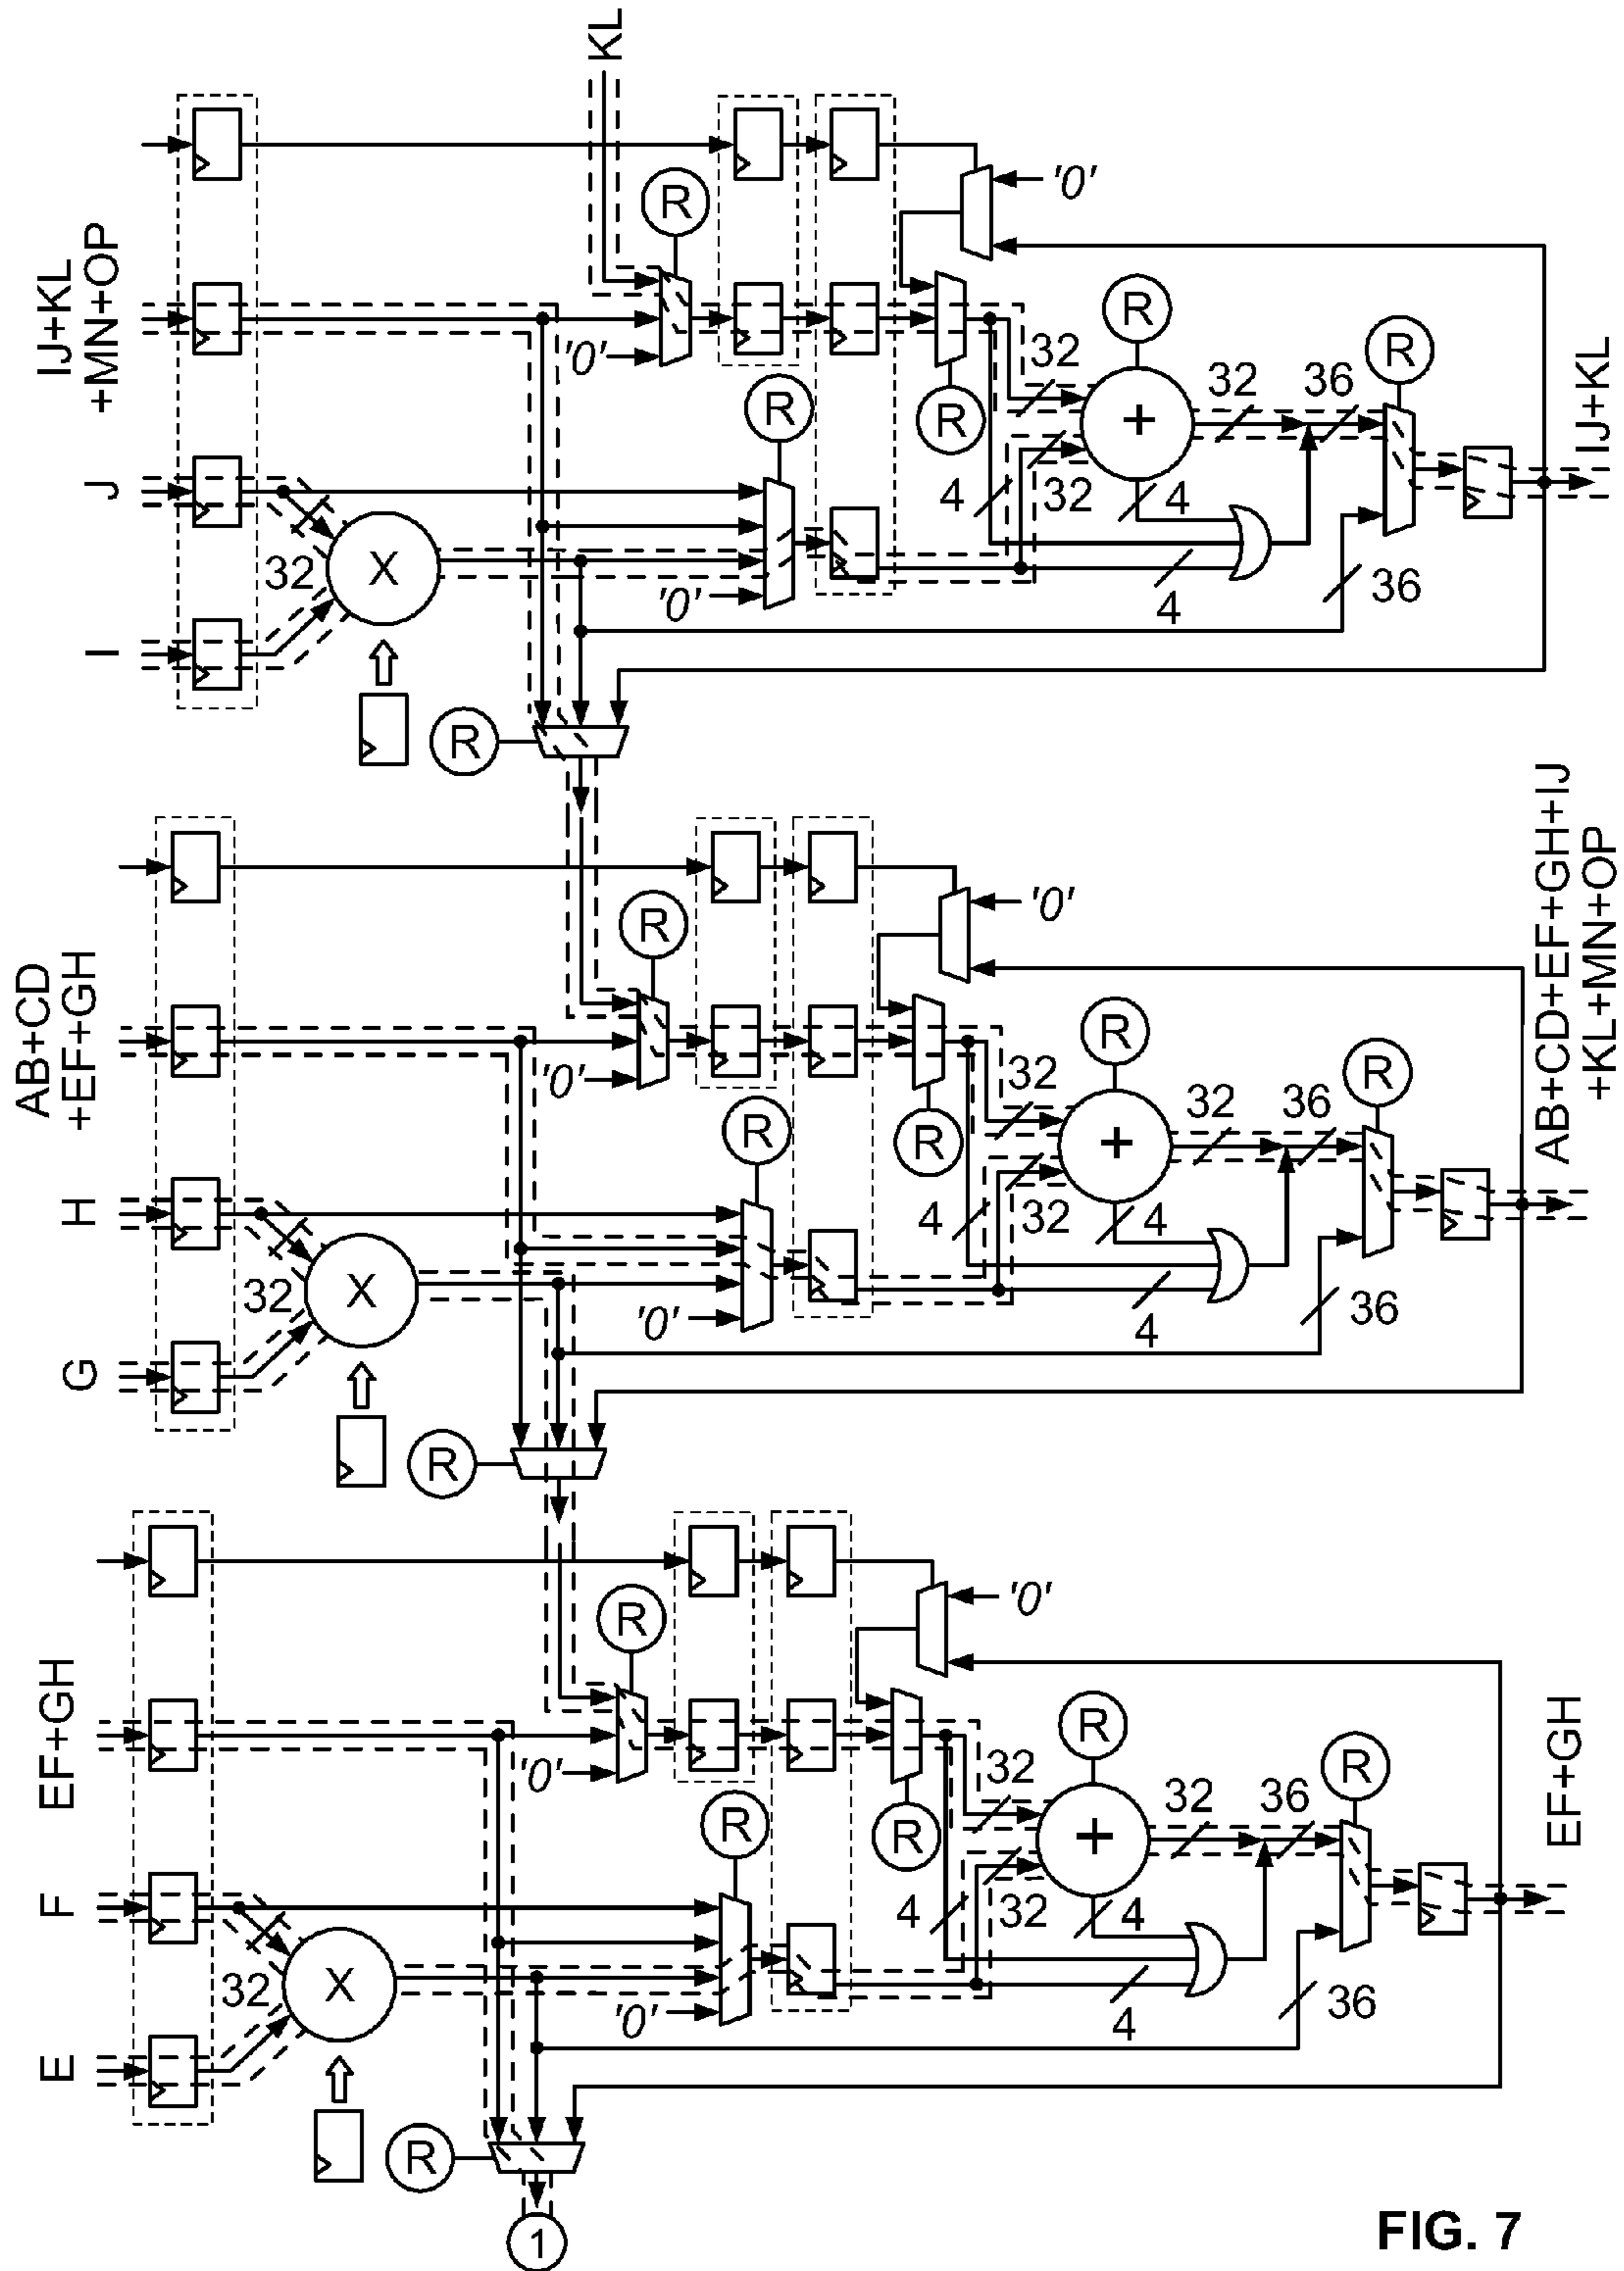 KL
IJ+KL
+MN+OP
J
I
32
X
R
'0'
R
'0'
R
'0'
R
R
+
32
32
4
4
4
32
36
R
36
IJ+KL
R
AB+CD
+EF+GH
H
G
32
X
R
'0'
R
'0'
R
'0'
R
+
32
32
4
4
4
32
36
R
36
AB+CD+EF+GH+IJ
+KL+MN+OP
R
EF+GH
F
E
32
X
R
'0'
R
'0'
R
'0'
R
+
32
32
4
4
4
32
36
R
36
EF+GH
R
1
FIG. 7